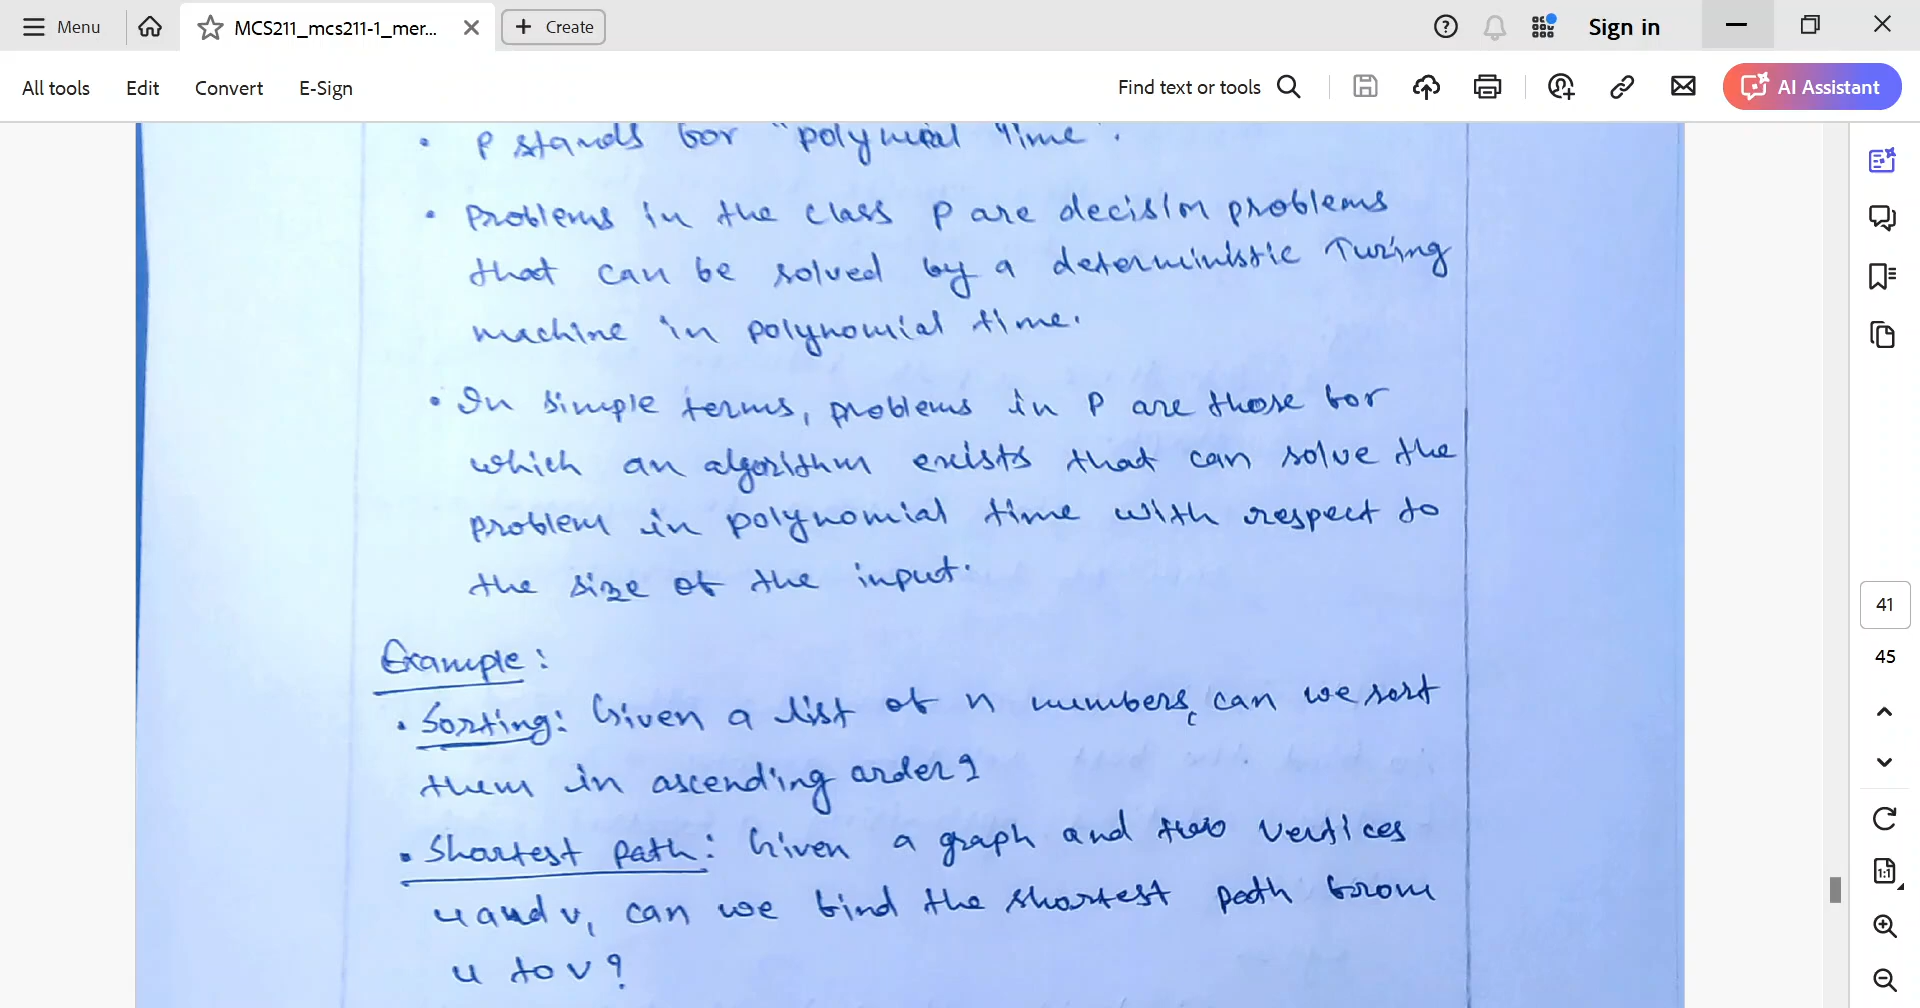 Menu
MCS211_mcs211-1_mer...
Create
Sign in
All tools Edit Convert E-Sign
Find text or tools
AI Assistant
• P stands for "polymial Time".
• Problems in the class P are decision problems
that can be solved by a deterministic Turing
machine in polynomial time.
• In simple terms, problems in P are those for
which an algorithm exists that can solve the
problem in polynomial time with respect to
the size of the input.
Example:
• Sorting: Given a list of n numbers, can we sort
them in ascending order?
• Shortest path: Given a graph and two vertices
u and v, can we find the shortest path from
u to v?
41
45
1:1